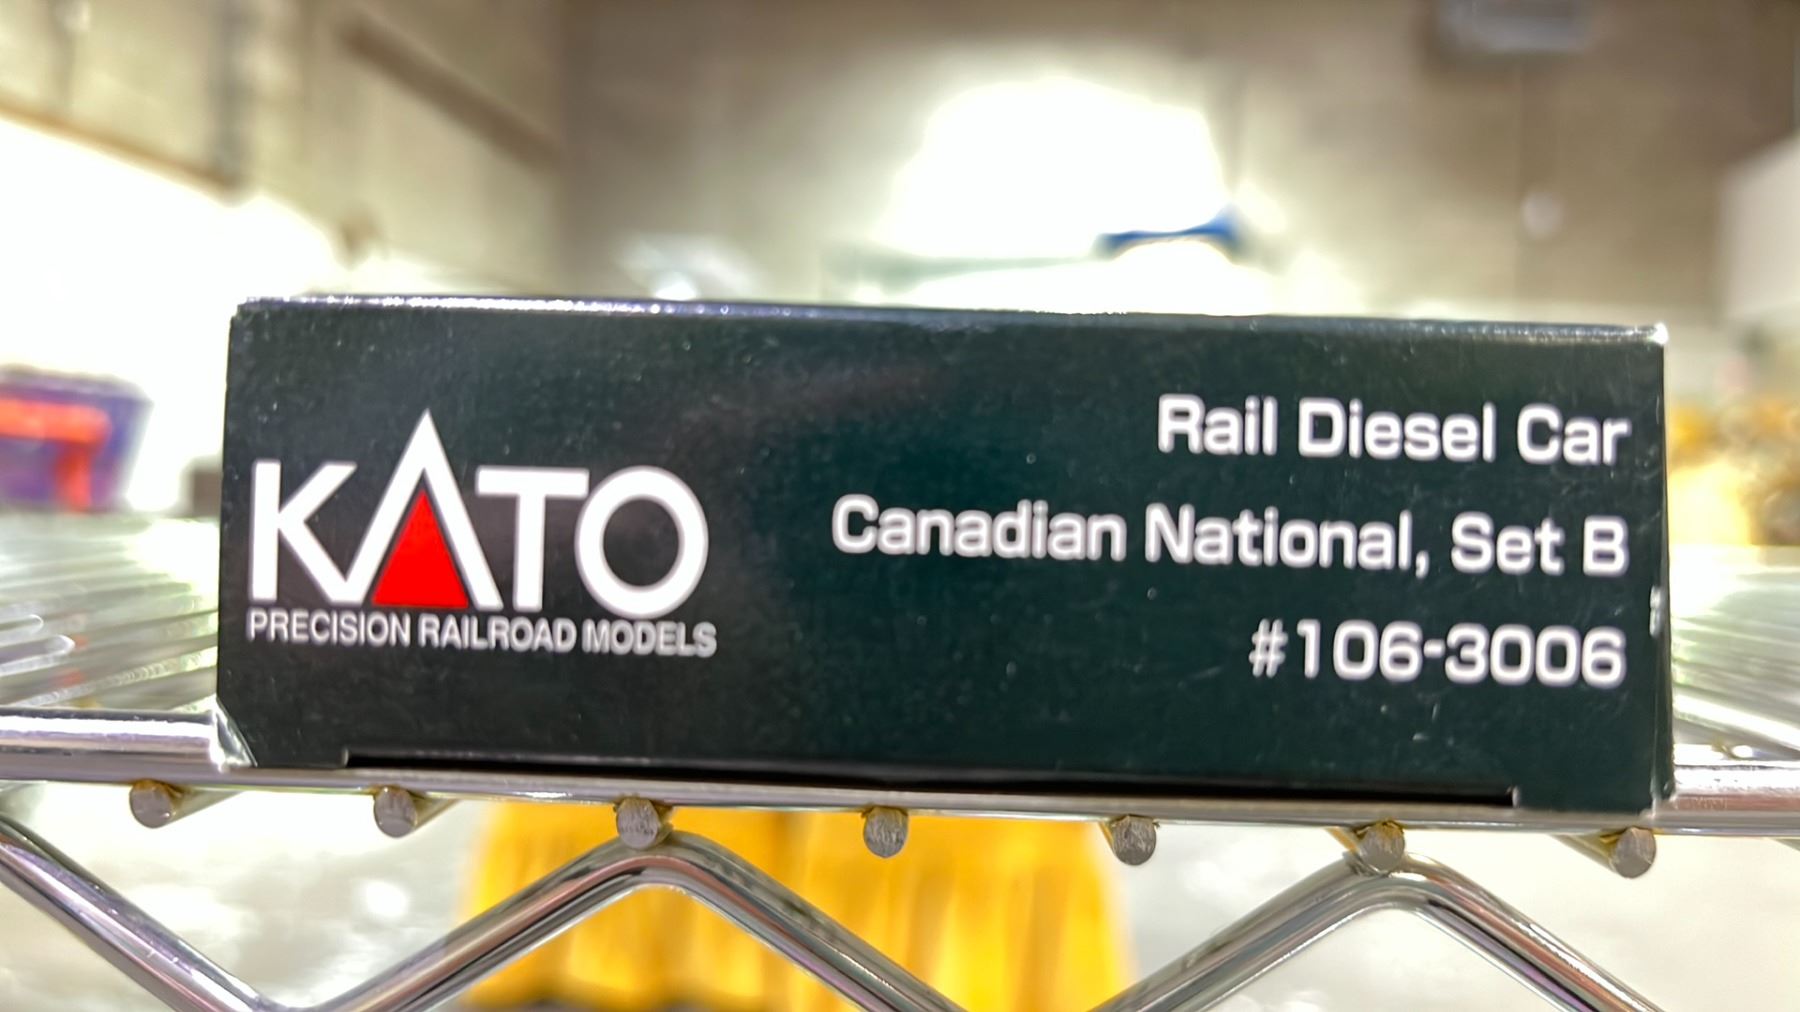 KATO
PRECISION RAILROAD MODELS
Rail Diesel Car
Canadian National, Set B
#106-3006